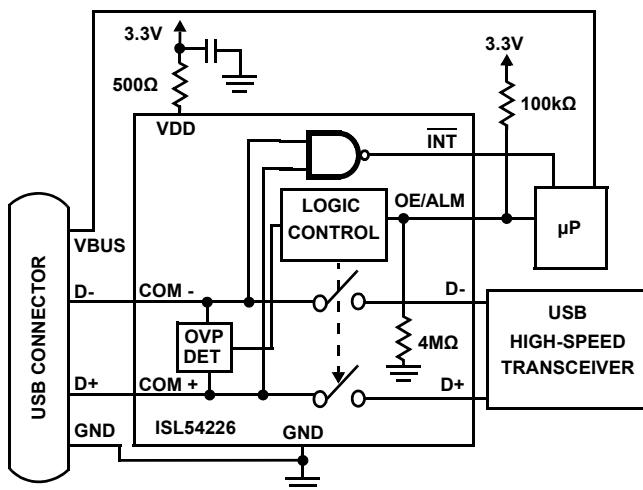 3.3V
500Ω
VDD
3.3V
100kΩ
INT
LOGIC
CONTROL
OE/ALM
µP
USB CONNECTOR
VBUS
D-
COM -
D-
OVP
DET
4MΩ
USB
HIGH-SPEED
TRANSCEIVER
D+
COM +
D+
GND
ISL54226
GND